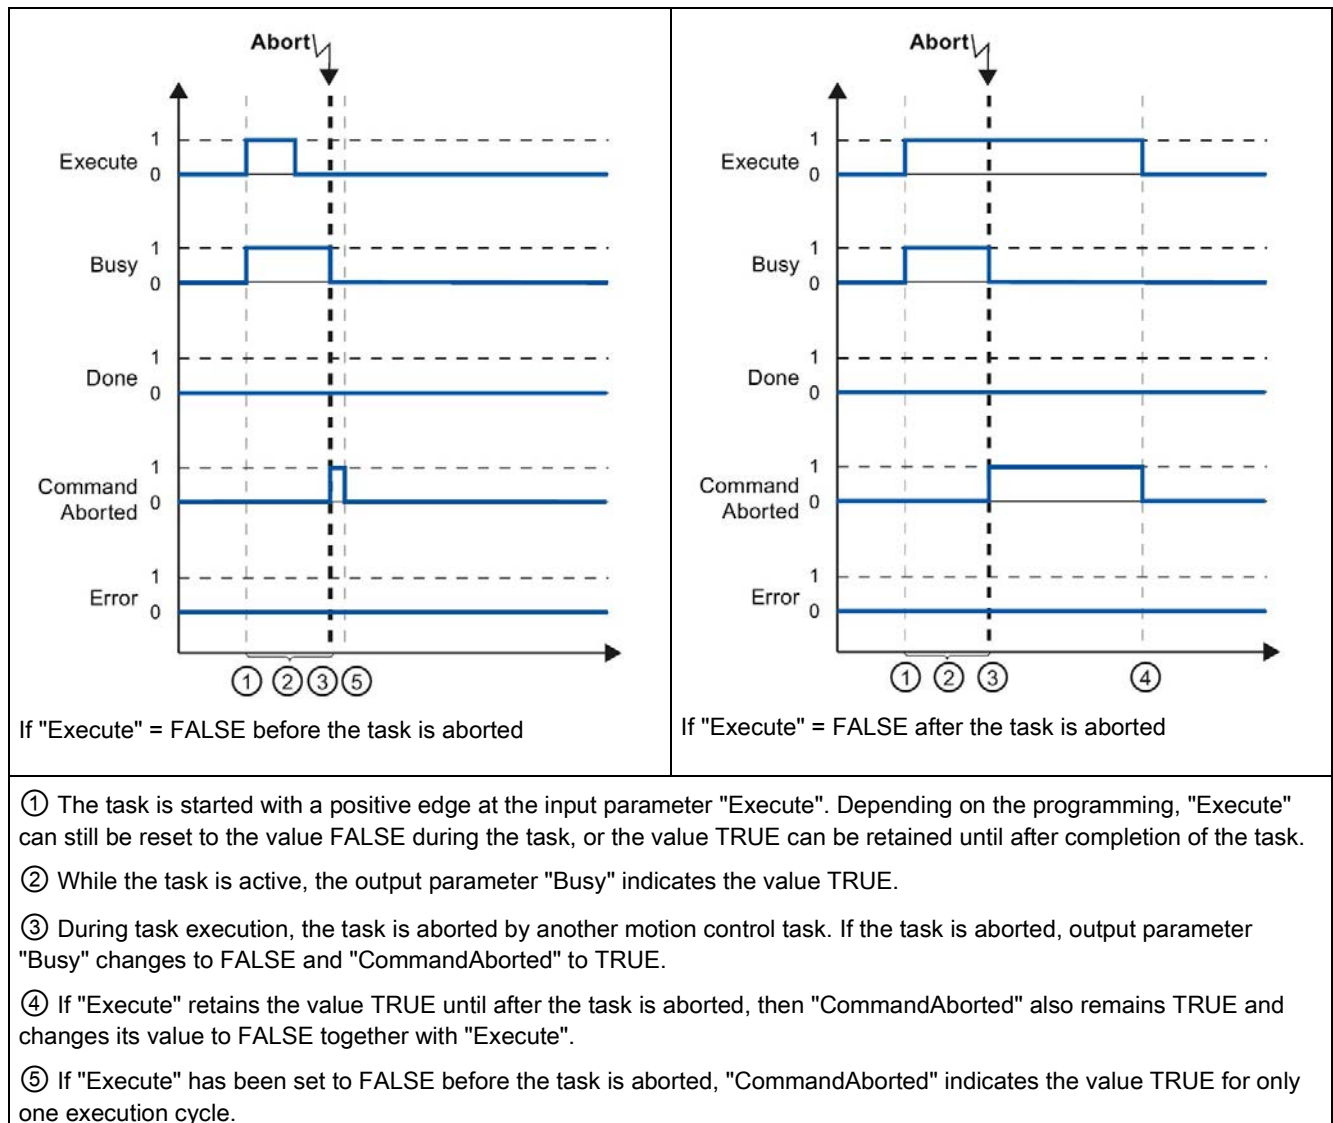 Abort
1
Execute
0
1
Busy
0
1
Done
0
1
Command
Aborted
0
1
Error
0
① ② ③ ⑤
If "Execute" = FALSE before the task is aborted
Abort
1
Execute
0
1
Busy
0
1
Done
0
1
Command
Aborted
0
1
Error
0
① ② ③ ④
If "Execute" = FALSE after the task is aborted
① The task is started with a positive edge at the input parameter "Execute". Depending on the programming, "Execute"
can still be reset to the value FALSE during the task, or the value TRUE can be retained until after completion of the task.
② While the task is active, the output parameter "Busy" indicates the value TRUE.
③ During task execution, the task is aborted by another motion control task. If the task is aborted, output parameter
"Busy" changes to FALSE and "CommandAborted" to TRUE.
④ If "Execute" retains the value TRUE until after the task is aborted, then "CommandAborted" also remains TRUE and
changes its value to FALSE together with "Execute".
⑤ If "Execute" has been set to FALSE before the task is aborted, "CommandAborted" indicates the value TRUE for only
one execution cycle.